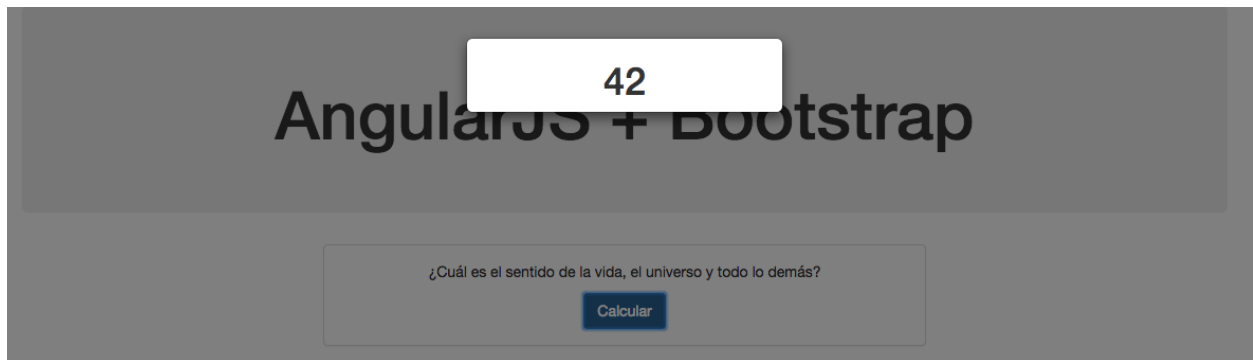 42
AngularJS + Bootstrap
¿Cuál es el sentido de la vida, el universo y todo lo demás?
Calcular